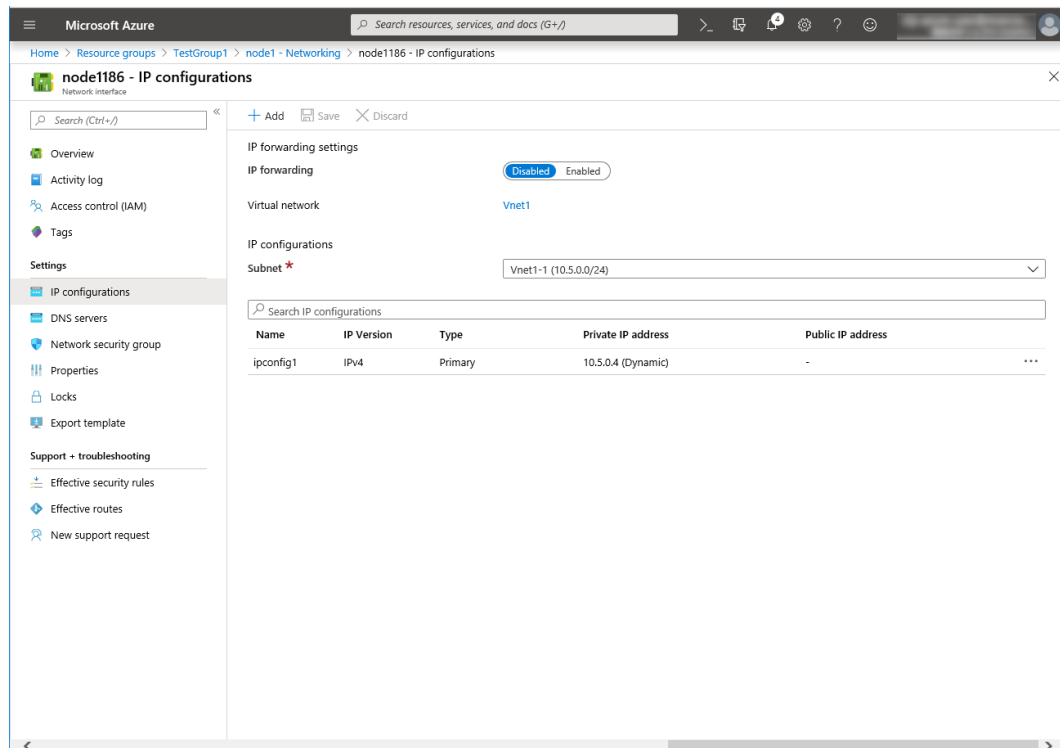 Microsoft Azure
Search resources, services, and docs (G+/)
4
Home > Resource groups > TestGroup1 > node1 - Networking > node1186 - IP configurations
node1186 - IP configurations
Network interface
Search (Ctrl+/)
Overview
Activity log
Access control (IAM)
Tags
Settings
IP configurations
DNS servers
Network security group
Properties
Locks
Export template
Support + troubleshooting
Effective security rules
Effective routes
New support request
Add Save Discard
IP forwarding settings
IP forwarding Disabled Enabled
Virtual network Vnet1
IP configurations
Subnet * Vnet1-1 (10.5.0.0/24)
Search IP configurations
Name IP Version Type Private IP address Public IP address
ipconfig1 IPv4 Primary 10.5.0.4 (Dynamic) -